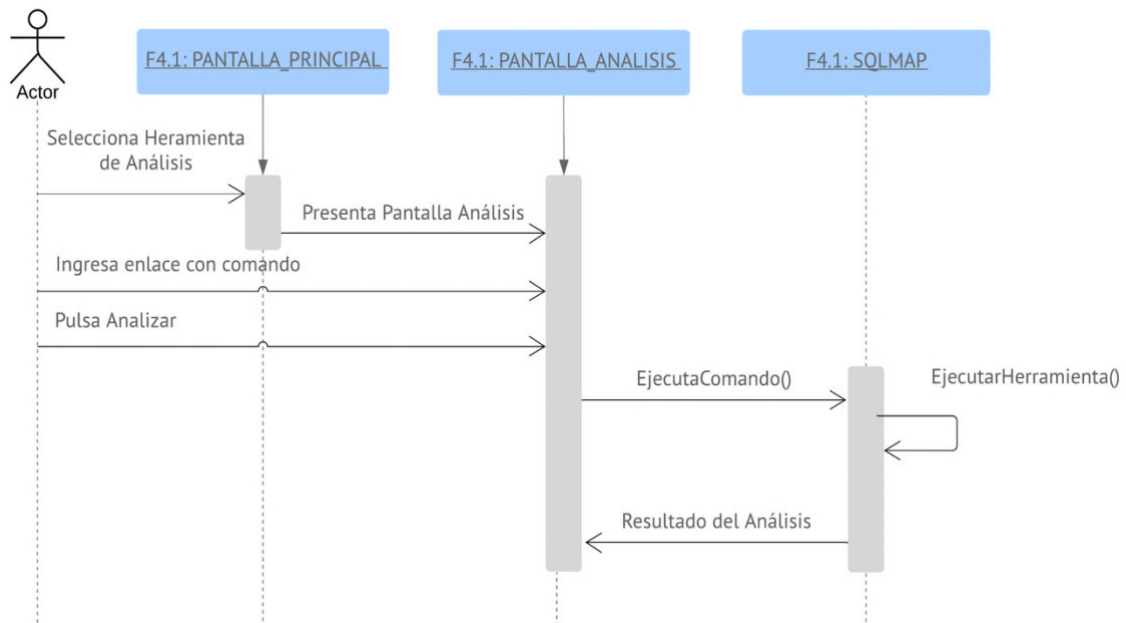 F4.1: PANTALLA_PRINCIPAL
F4.1: PANTALLA_ANALISIS
F4.1: SQLMAP
Actor
Selecciona Heramienta
de Análisis
Presenta Pantalla Análisis
Ingresa enlace con comando
Pulsa Analizar
EjecutaComando()
EjecutarHerramienta()
Resultado del Análisis